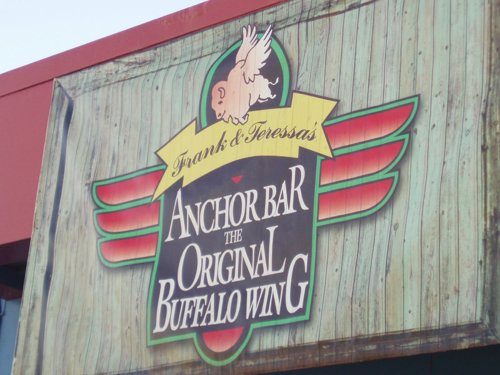 Frank & Teressa's
ANCHOR BAR
THE
ORIGINAL
BUFFALO WING